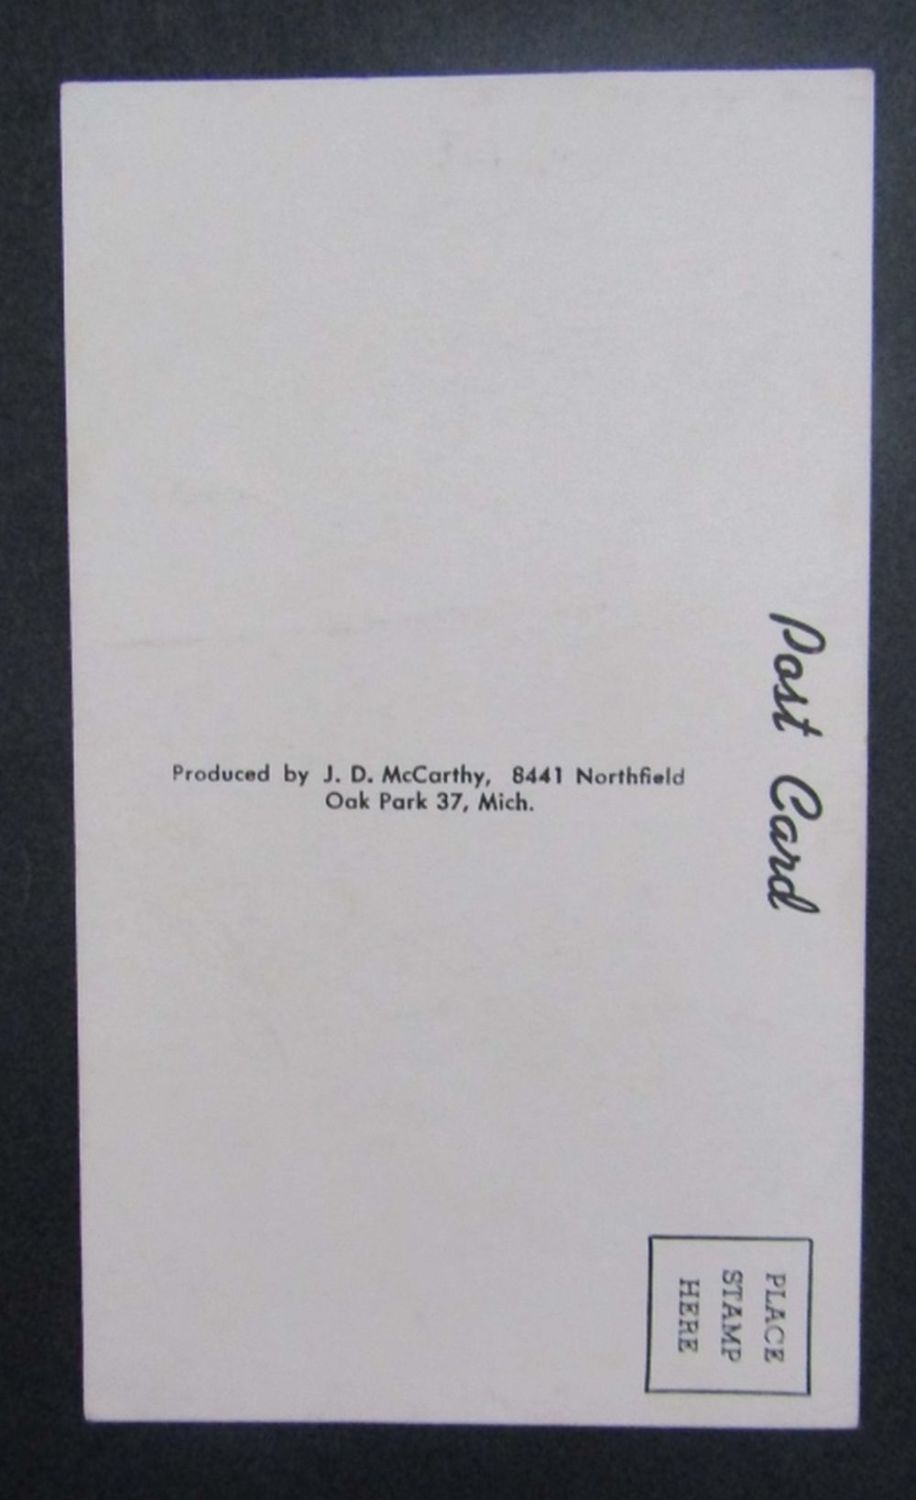 Post Card
Produced by J. D. McCarthy, 8441 Northfield
Oak Park 37, Mich.
PLACE
STAMP
HERE